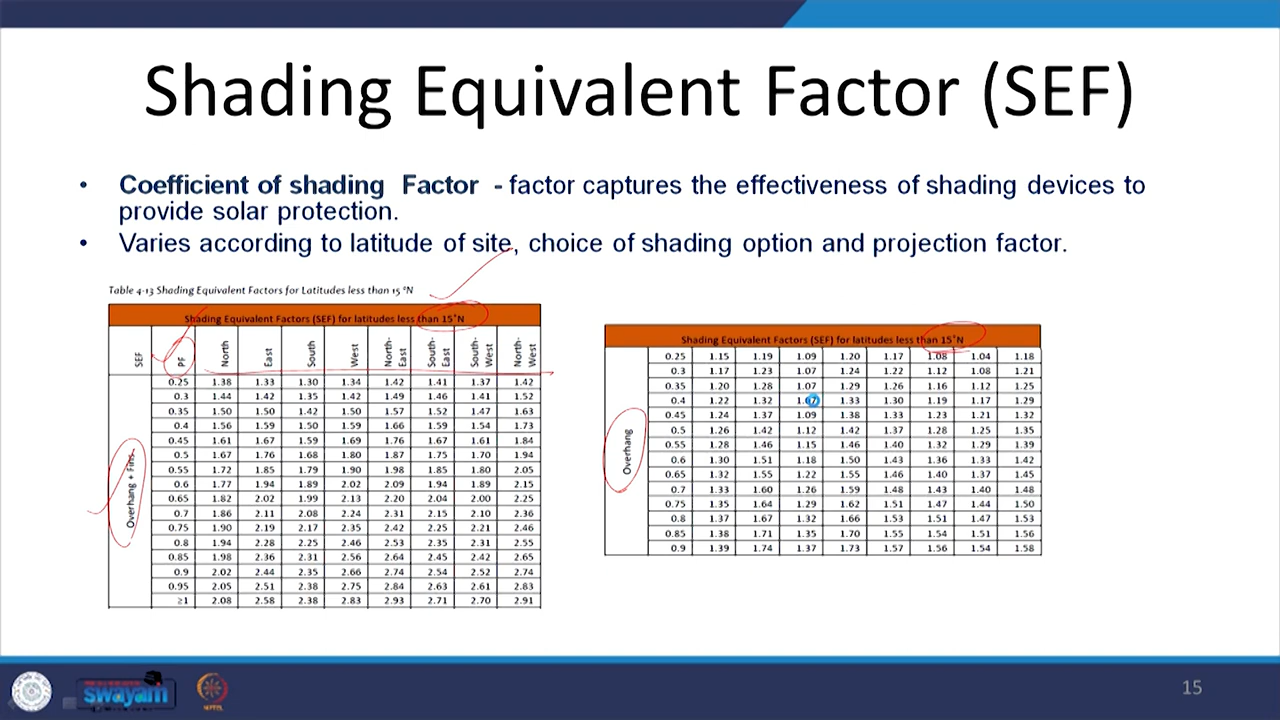 Shading Equivalent Factor (SEF)
• Coefficient of shading Factor - factor captures the effectiveness of shading devices to
provide solar protection.
• Varies according to latitude of site, choice of shading option and projection factor.
Table 4-13 Shading Equivalent Factors for Latitudes less than 15 °N
Shading Equivalent Factors (SEF) for latitudes less than 15°N
SEF PF North East South West North-East South-East South-West North-West
Overhang + Fins
0.25 1.38 1.33 1.30 1.34 1.42 1.41 1.37 1.42
0.3 1.44 1.42 1.35 1.42 1.49 1.46 1.41 1.52
0.35 1.50 1.50 1.42 1.50 1.57 1.52 1.47 1.63
0.4 1.56 1.59 1.50 1.59 1.66 1.59 1.54 1.73
0.45 1.61 1.67 1.59 1.69 1.76 1.67 1.61 1.84
0.5 1.67 1.76 1.68 1.80 1.87 1.75 1.70 1.94
0.55 1.72 1.85 1.79 1.90 1.98 1.85 1.80 2.05
0.6 1.77 1.94 1.89 2.02 2.09 1.94 1.89 2.15
0.65 1.82 2.02 1.99 2.13 2.20 2.04 2.00 2.25
0.7 1.86 2.11 2.08 2.24 2.31 2.15 2.10 2.36
0.75 1.90 2.19 2.17 2.35 2.42 2.25 2.21 2.46
0.8 1.94 2.28 2.25 2.46 2.53 2.35 2.31 2.55
0.85 1.98 2.36 2.31 2.56 2.64 2.45 2.42 2.65
0.9 2.02 2.44 2.35 2.66 2.74 2.54 2.52 2.74
0.95 2.05 2.51 2.38 2.75 2.84 2.63 2.61 2.83
≥1 2.08 2.58 2.38 2.83 2.93 2.71 2.70 2.91
Shading Equivalent Factors (SEF) for latitudes less than 15°N
Overhang
0.25 1.15 1.19 1.09 1.20 1.17 1.08 1.04 1.18
0.3 1.17 1.23 1.07 1.24 1.22 1.12 1.08 1.21
0.35 1.20 1.28 1.07 1.29 1.26 1.16 1.12 1.25
0.4 1.22 1.32 1.07 1.33 1.30 1.19 1.17 1.29
0.45 1.24 1.37 1.09 1.38 1.33 1.23 1.21 1.32
0.5 1.26 1.42 1.12 1.42 1.37 1.28 1.25 1.35
0.55 1.28 1.46 1.15 1.46 1.40 1.32 1.29 1.39
0.6 1.30 1.51 1.18 1.50 1.43 1.36 1.33 1.42
0.65 1.32 1.55 1.22 1.55 1.46 1.40 1.37 1.45
0.7 1.33 1.60 1.26 1.59 1.48 1.43 1.40 1.48
0.75 1.35 1.64 1.29 1.62 1.51 1.47 1.44 1.50
0.8 1.37 1.67 1.32 1.66 1.53 1.51 1.47 1.53
0.85 1.38 1.71 1.35 1.70 1.55 1.54 1.51 1.56
0.9 1.39 1.74 1.37 1.73 1.57 1.56 1.54 1.58
swayam
15